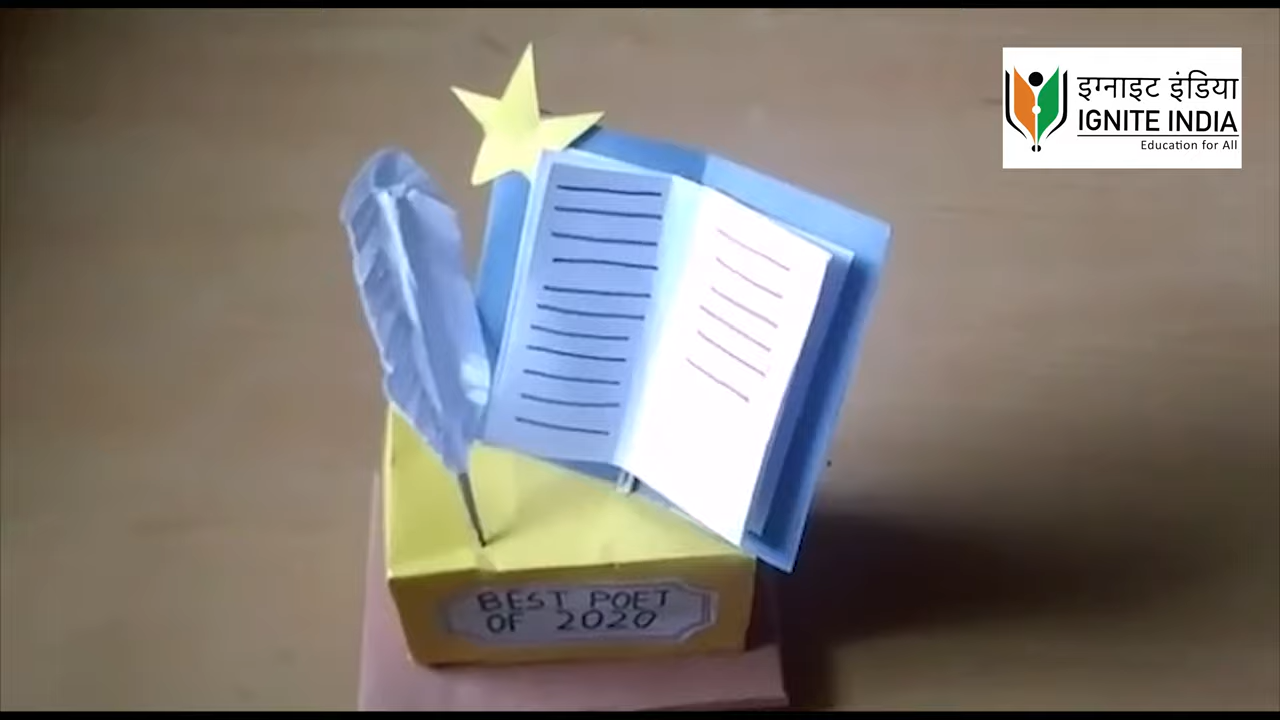 इग्नाइट इंडिया
IGNITE INDIA
Education for All
BEST POET
OF 2020